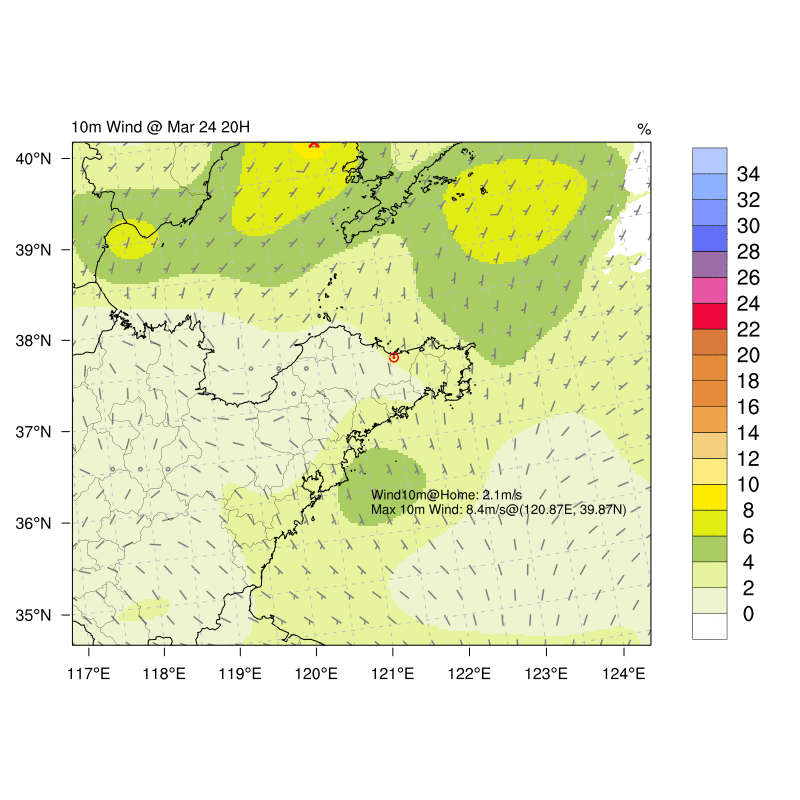 10m Wind @ Mar 24 20H
%
40°N
39°N
38°N
37°N
36°N
35°N
117°E
118°E
119°E
120°E
121°E
122°E
123°E
124°E
Wind10m@Home: 2.1m/s
Max 10m Wind: 8.4m/s@(120.87E, 39.87N)
34
32
30
28
26
24
22
20
18
16
14
12
10
8
6
4
2
0